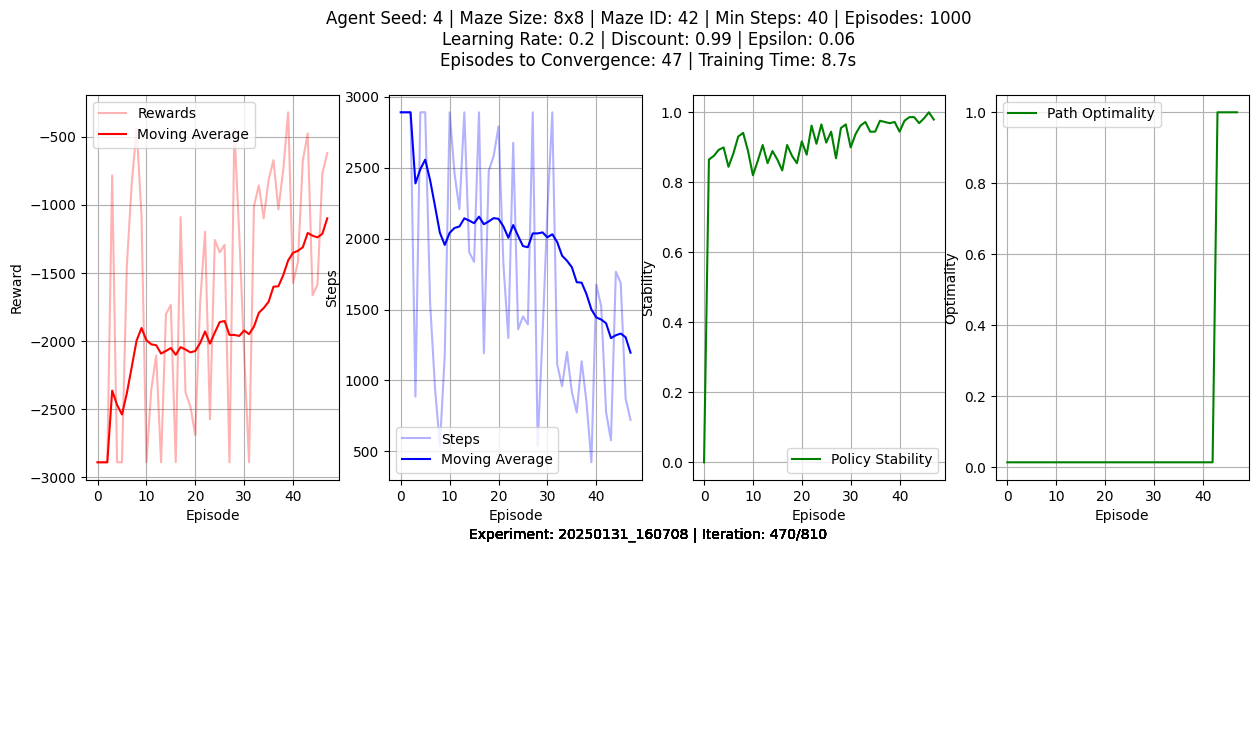 Agent Seed: 4 | Maze Size: 8x8 | Maze ID: 42 | Min Steps: 40 | Episodes: 1000
Learning Rate: 0.2 | Discount: 0.99 | Epsilon: 0.06
Episodes to Convergence: 47 | Training Time: 8.7s
Rewards
Moving Average
−500
−1000
−1500
−2000
−2500
−3000
Reward
0 10 20 30 40
Episode
3000
2500
2000
1500
1000
500
Steps
Steps
Moving Average
0 10 20 30 40
Episode
1.0
0.8
0.6
0.4
0.2
0.0
Stability
Policy Stability
0 10 20 30 40
Episode
Path Optimality
1.0
0.8
0.6
0.4
0.2
0.0
Optimality
0 10 20 30 40
Episode
Experiment: 20250131_160708 | Iteration: 470/810